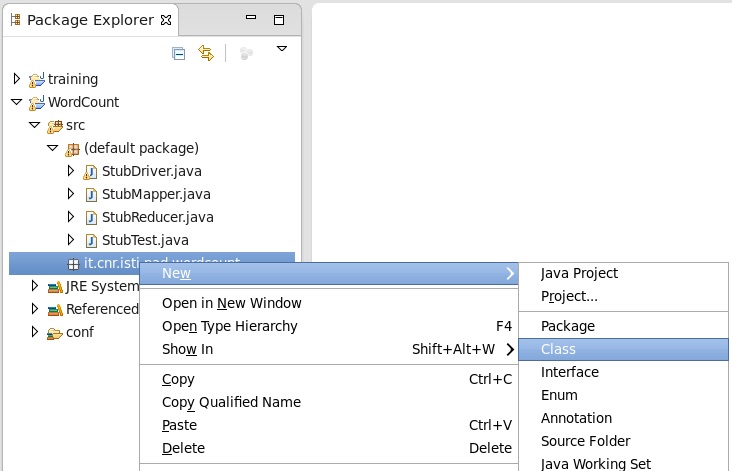 Package Explorer
training
WordCount
src
(default package)
StubDriver.java
StubMapper.java
StubReducer.java
StubTest.java
it.cnr.isti.pad.wordcount
JRE System
Referenced
conf
New
Open in New Window
Open Type Hierarchy F4
Show In Shift+Alt+W
Copy Ctrl+C
Copy Qualified Name
Paste Ctrl+V
Delete Delete
Java Project
Project...
Package
Class
Interface
Enum
Annotation
Source Folder
Java Working Set